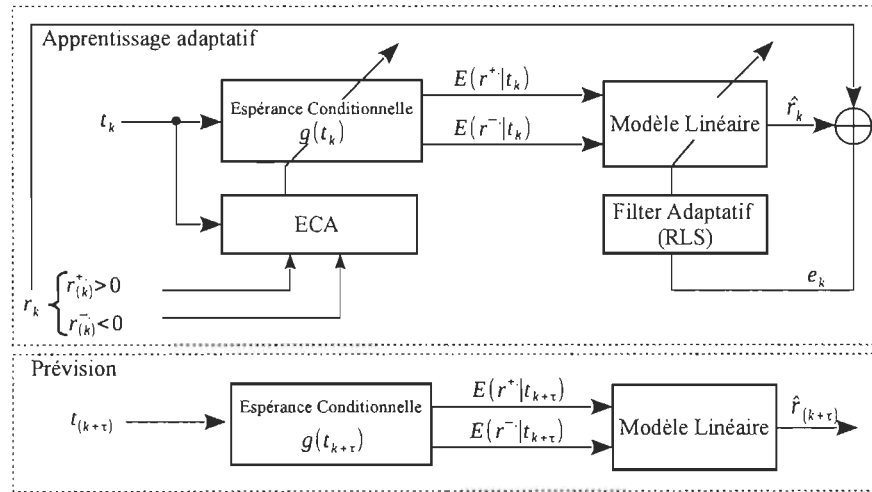 Apprentissage adaptatif
t_k
Espérance Conditionnelle
g(t_k)
E(r⁺·|t_k)
E(r⁻·|t_k)
Modèle Linéaire
r̂_k
ECA
Filter Adaptatif
(RLS)
e_k
r_k { r⁺·_(k)>0
r⁻·_(k)<0
Prévision
t_(k+τ)
Espérance Conditionnelle
g(t_{k+τ})
E(r⁺·|t_{k+τ})
E(r⁻·|t_{k+τ})
Modèle Linéaire
r̂_(k+τ)